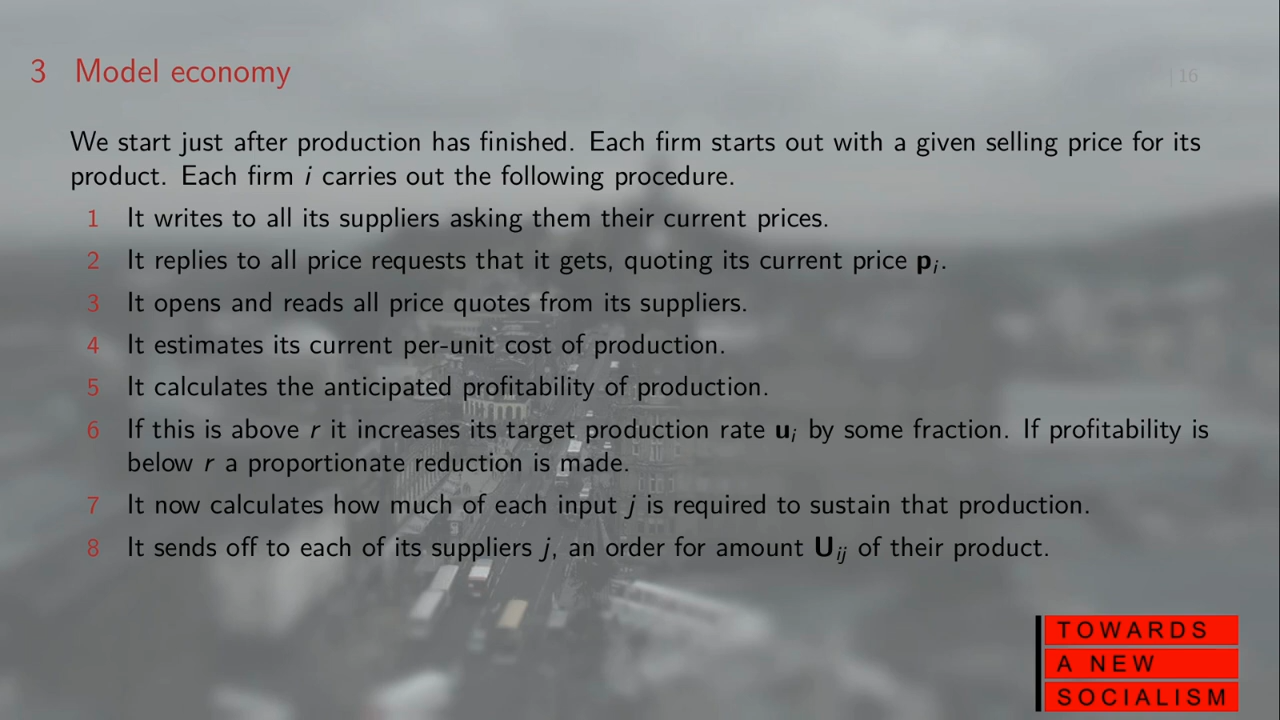 3 Model economy
| 16
We start just after production has finished. Each firm starts out with a given selling price for its
product. Each firm i carries out the following procedure.
1 It writes to all its suppliers asking them their current prices.
2 It replies to all price requests that it gets, quoting its current price pᵢ.
3 It opens and reads all price quotes from its suppliers.
4 It estimates its current per-unit cost of production.
5 It calculates the anticipated profitability of production.
6 If this is above r it increases its target production rate uᵢ by some fraction. If profitability is
below r a proportionate reduction is made.
7 It now calculates how much of each input j is required to sustain that production.
8 It sends off to each of its suppliers j, an order for amount Uᵢⱼ of their product.
TOWARDS
A NEW
SOCIALISM